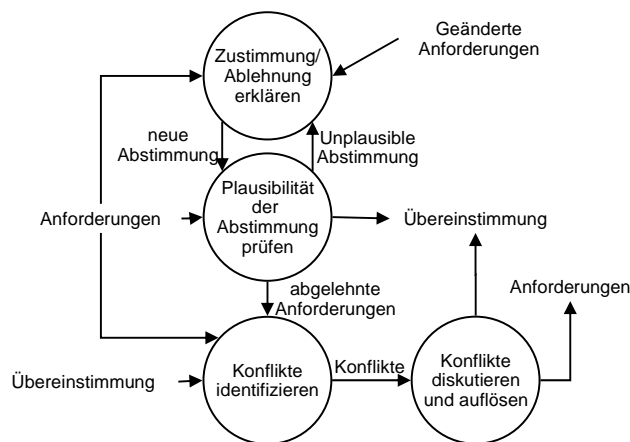 Zustimmung/
Ablehnung
erklären
Geänderte
Anforderungen
neue
Abstimmung
Unplausible
Abstimmung
Plausibilität
der
Abstimmung
prüfen
Anforderungen
Übereinstimmung
abgelehnte
Anforderungen
Anforderungen
Übereinstimmung
Konflikte
identifizieren
Konflikte
Konflikte
diskutieren
und auflösen